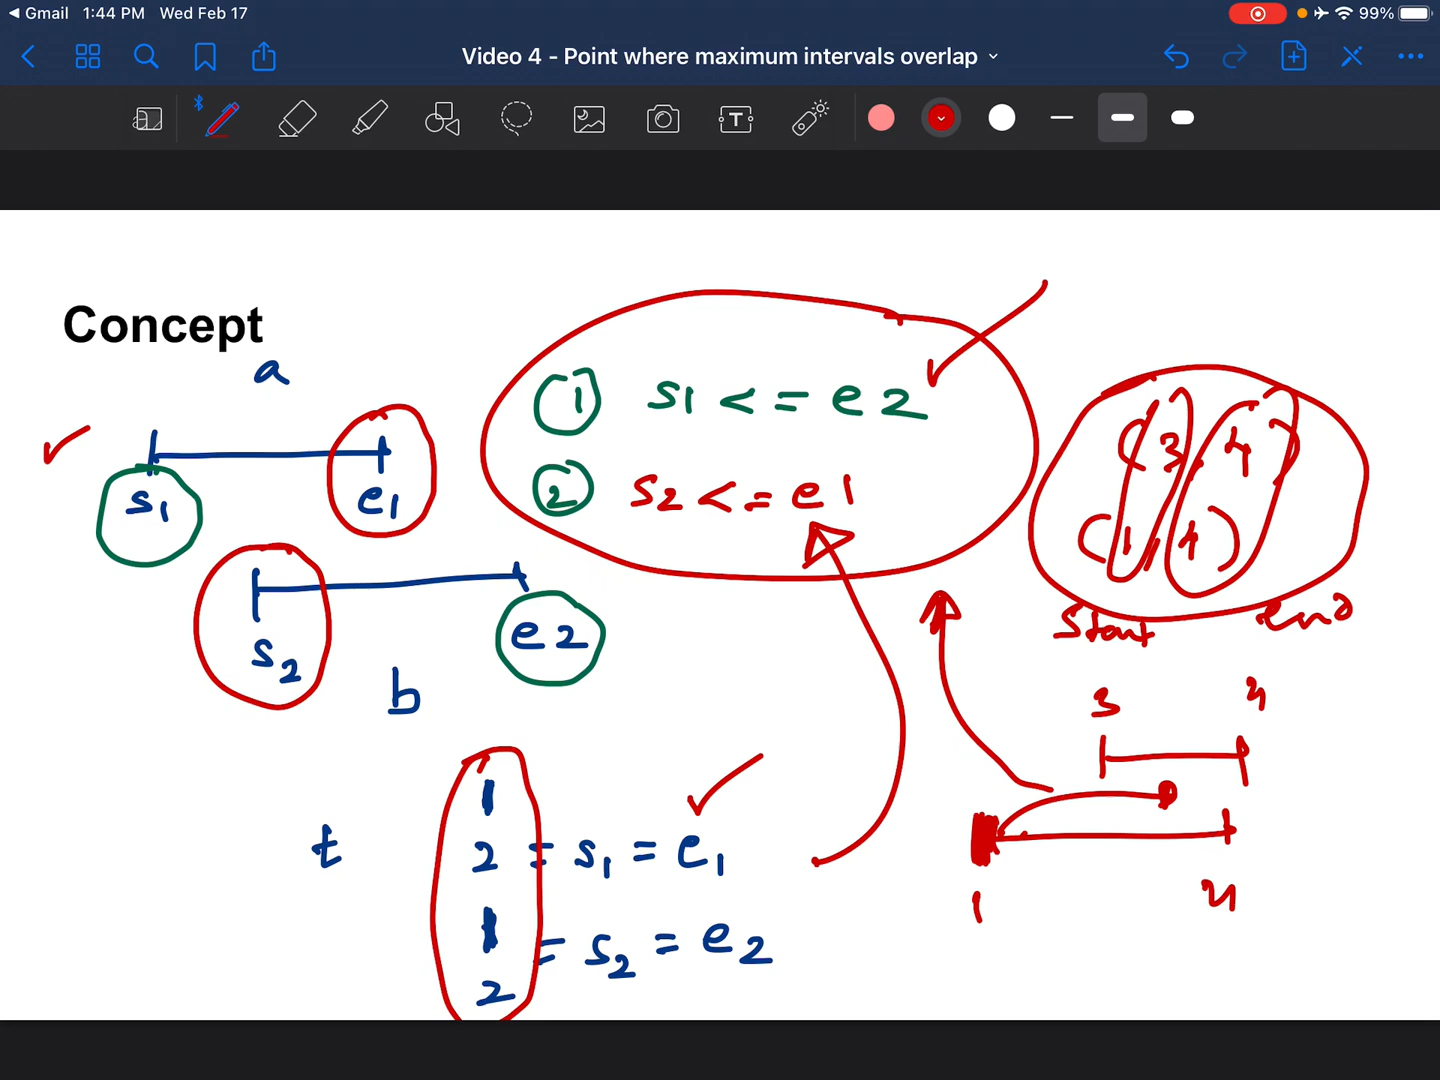 Gmail 1:44 PM Wed Feb 17 99%
Video 4 - Point where maximum intervals overlap
T
Concept
a
s1 e1
1 s1 <= e2
2 s2 <= e1
(3, 4)
(1, 4)
start end
s2 e2
b
3 4
1 4
t
1
2 = s1 = e1
1
= s2 = e2
2